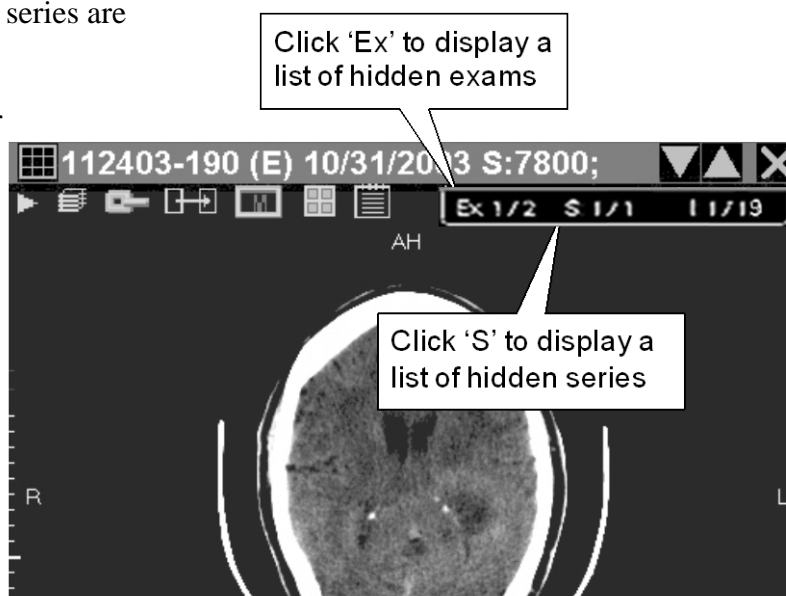 series are
Click ‘Ex’ to display a
list of hidden exams
.
112403-190 (E) 10/31/2003 S:7800;
Ex 1/2 S 1/1 I 1/19
AH
Click ‘S’ to display a
list of hidden series
R
L